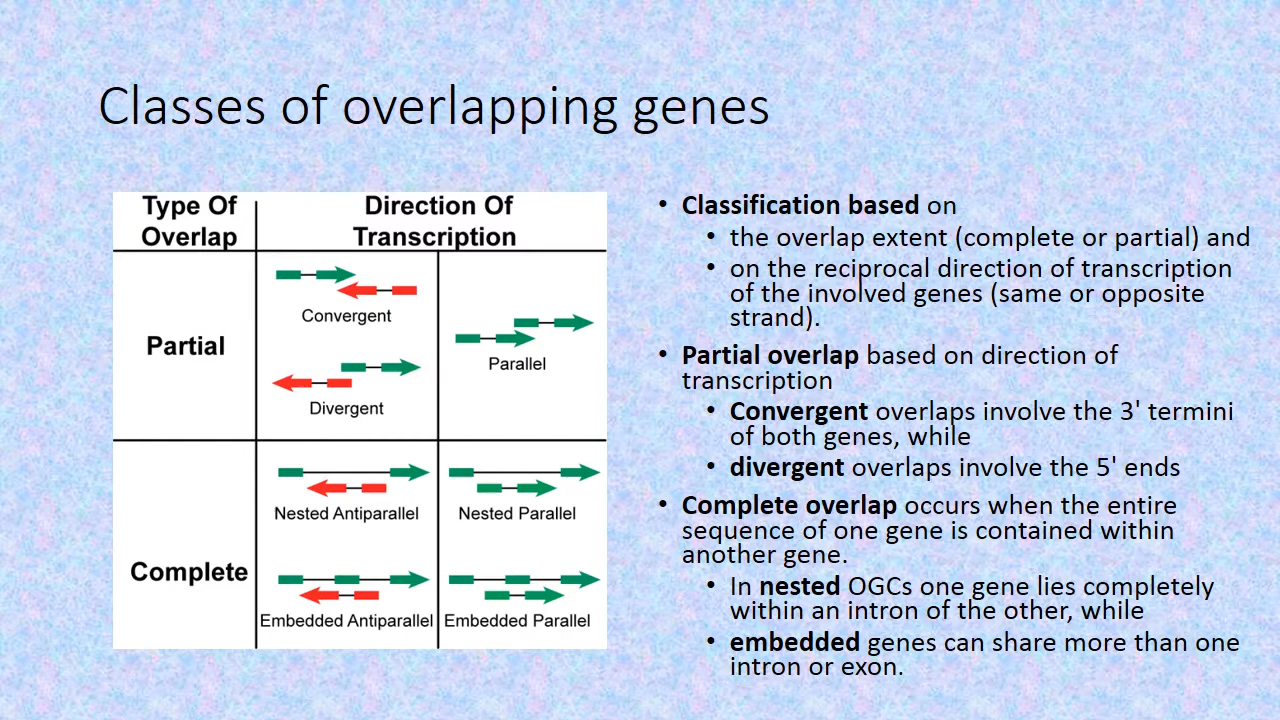 Classes of overlapping genes
Type Of
Overlap
Direction Of
Transcription
Partial
Convergent
Divergent
Parallel
Complete
Nested Antiparallel
Nested Parallel
Embedded Antiparallel
Embedded Parallel
• Classification based on
• the overlap extent (complete or partial) and
• on the reciprocal direction of transcription
of the involved genes (same or opposite
strand).
• Partial overlap based on direction of
transcription
• Convergent overlaps involve the 3' termini
of both genes, while
• divergent overlaps involve the 5' ends
• Complete overlap occurs when the entire
sequence of one gene is contained within
another gene.
• In nested OGCs one gene lies completely
within an intron of the other, while
• embedded genes can share more than one
intron or exon.